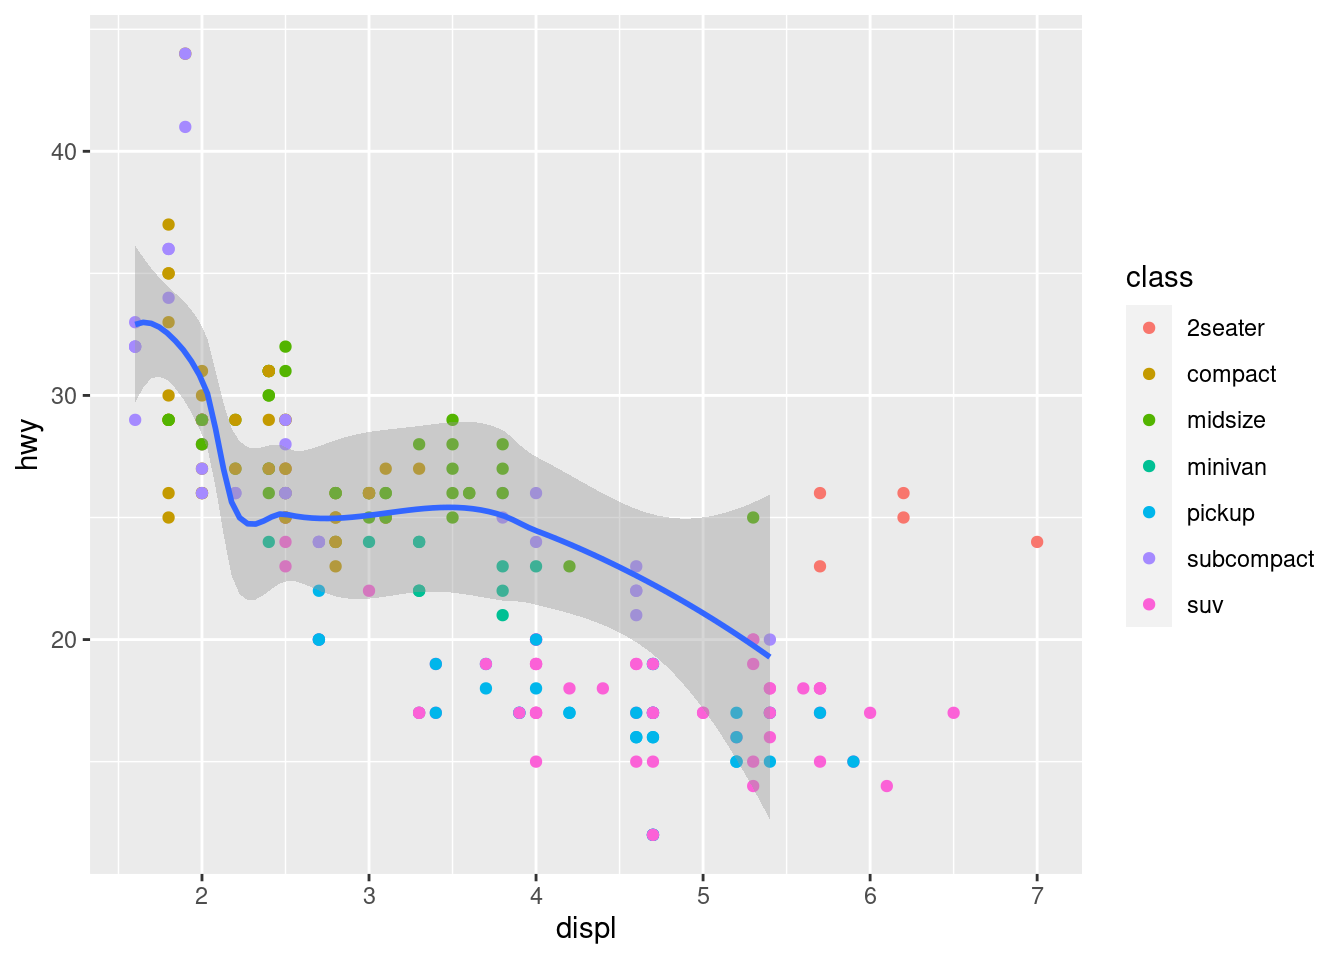 hwy
40
30
20
2 3 4 5 6 7
displ
class
2seater
compact
midsize
minivan
pickup
subcompact
suv